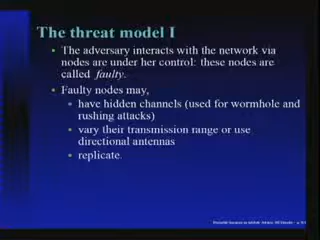 The threat model I
• The adversary interacts with the network via
nodes are under her control: these nodes are
called faulty.
• Faulty nodes may,
• have hidden channels (used for wormhole and
rushing attacks)
• vary their transmission range or use
directional antennas
• replicate.